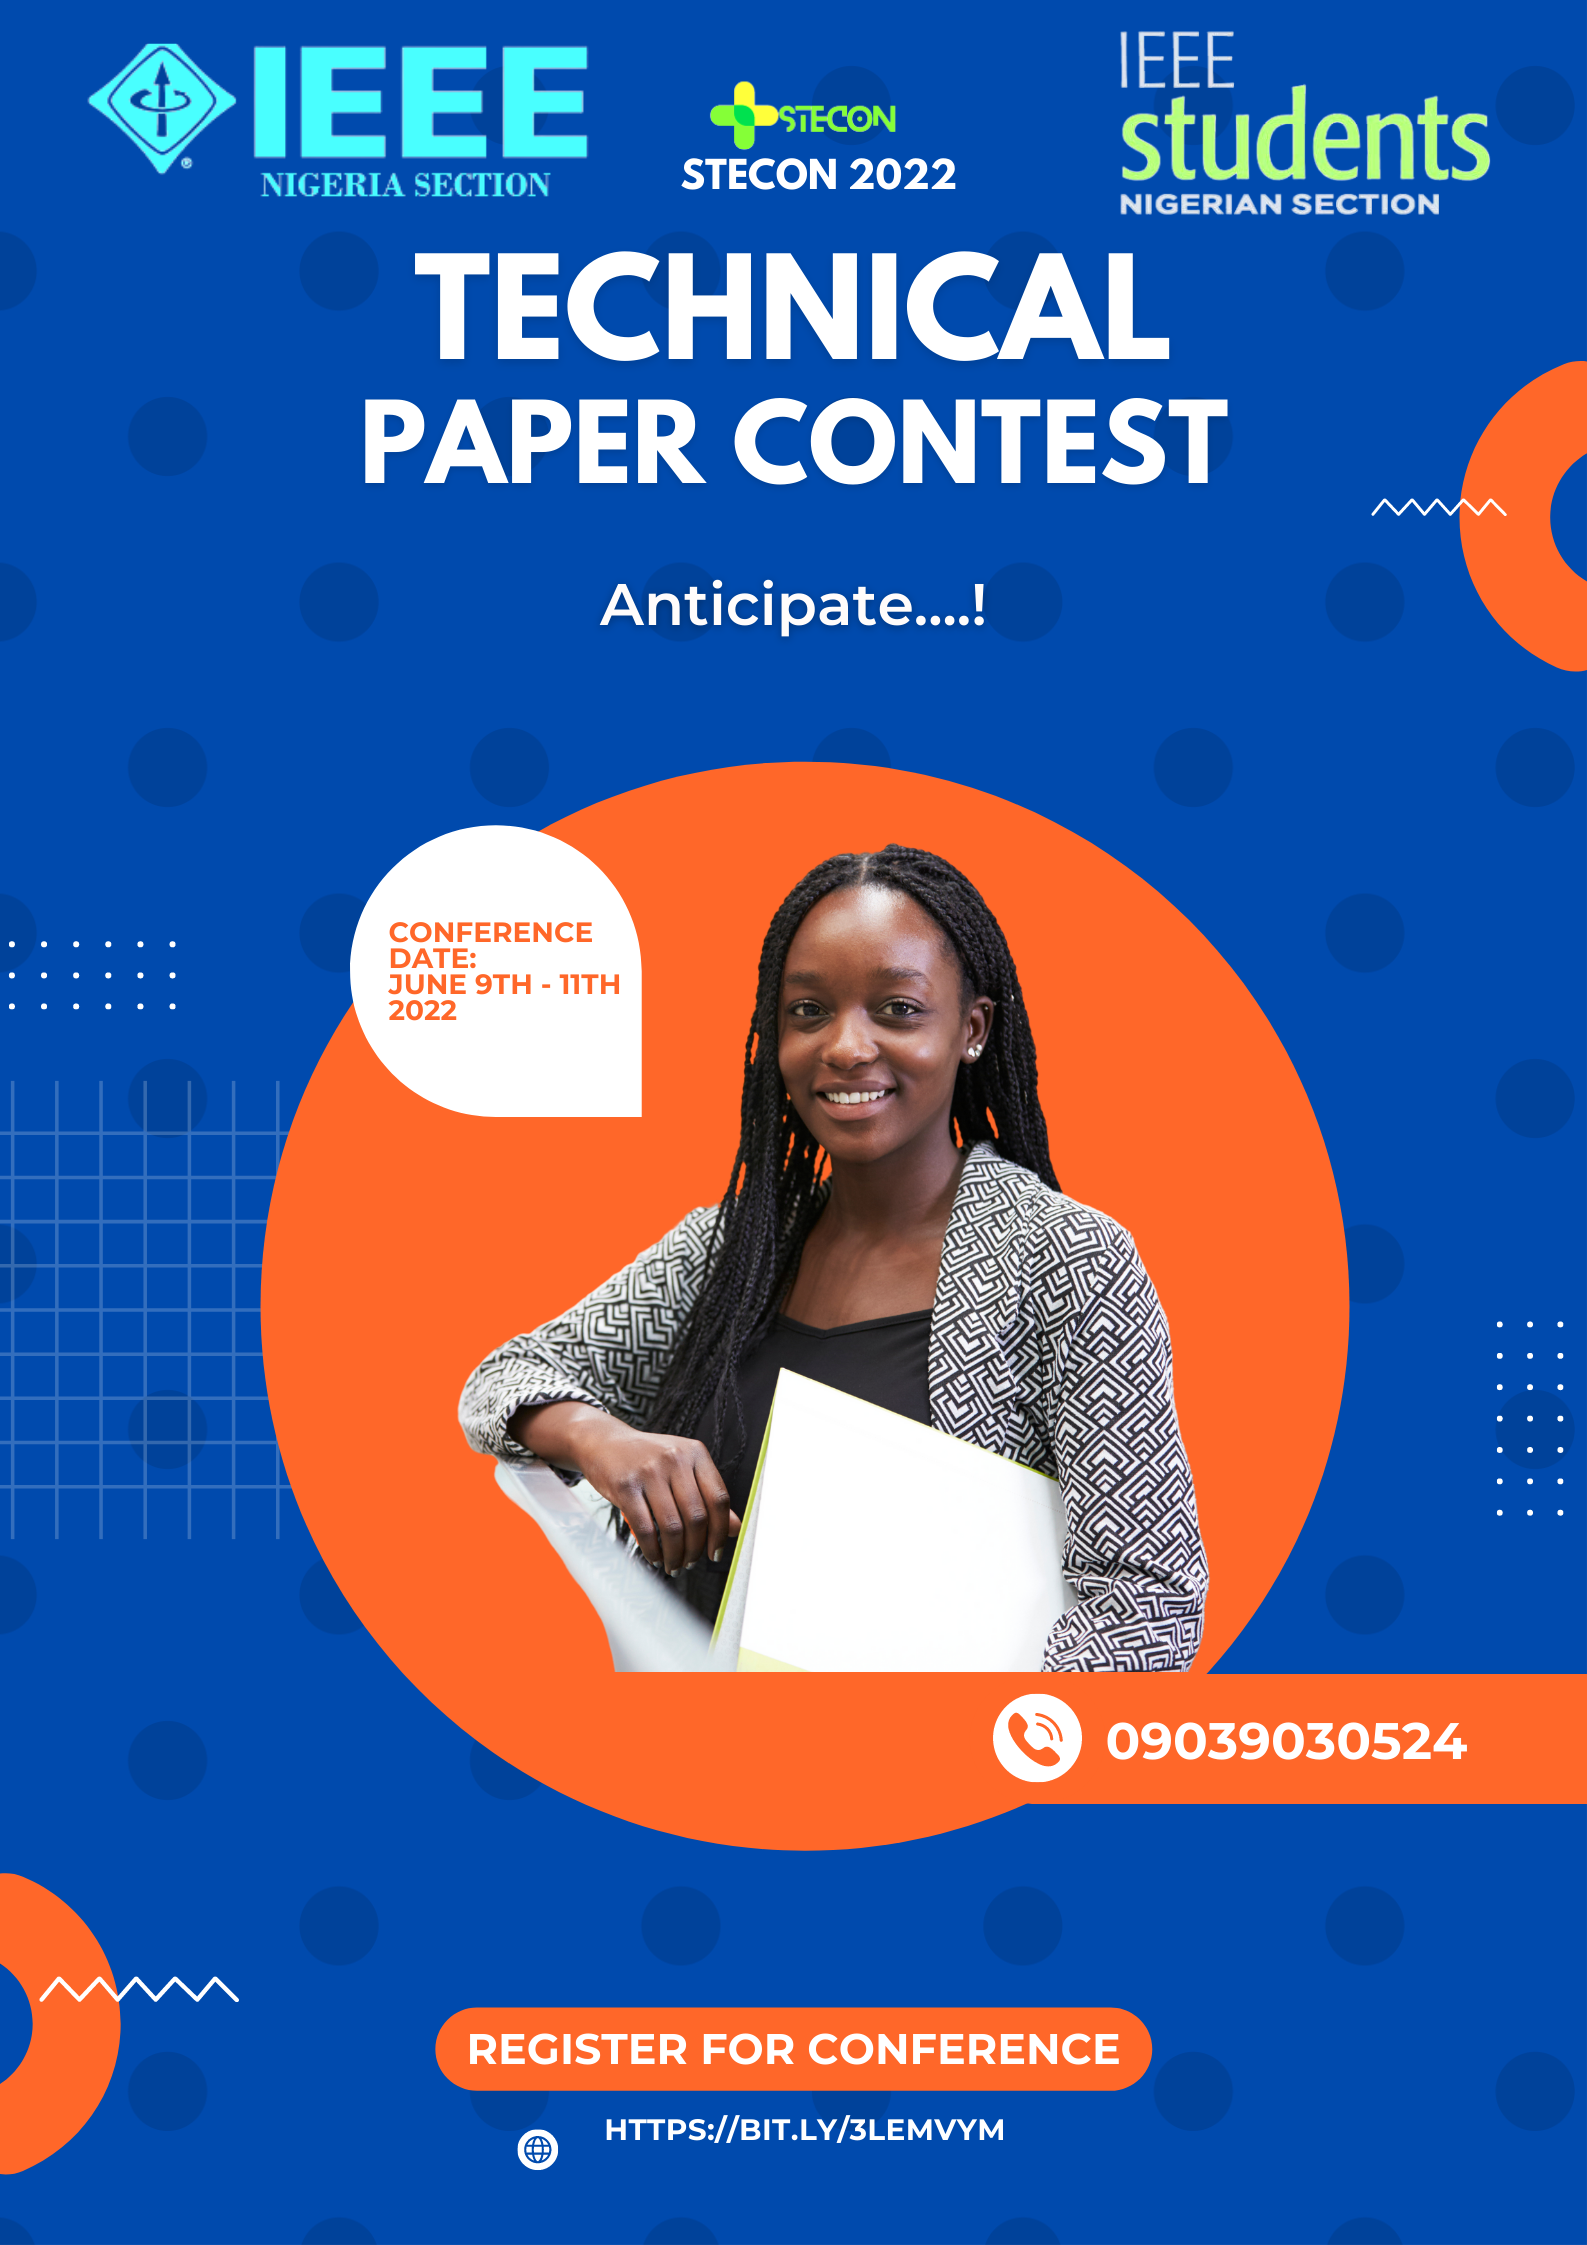 IEEE
NIGERIA SECTION
STECON
STECON 2022
IEEE
students
NIGERIAN SECTION
TECHNICAL
PAPER CONTEST
Anticipate....!
CONFERENCE
DATE:
JUNE 9TH - 11TH
2022
09039030524
REGISTER FOR CONFERENCE
HTTPS://BIT.LY/3LEMVYM